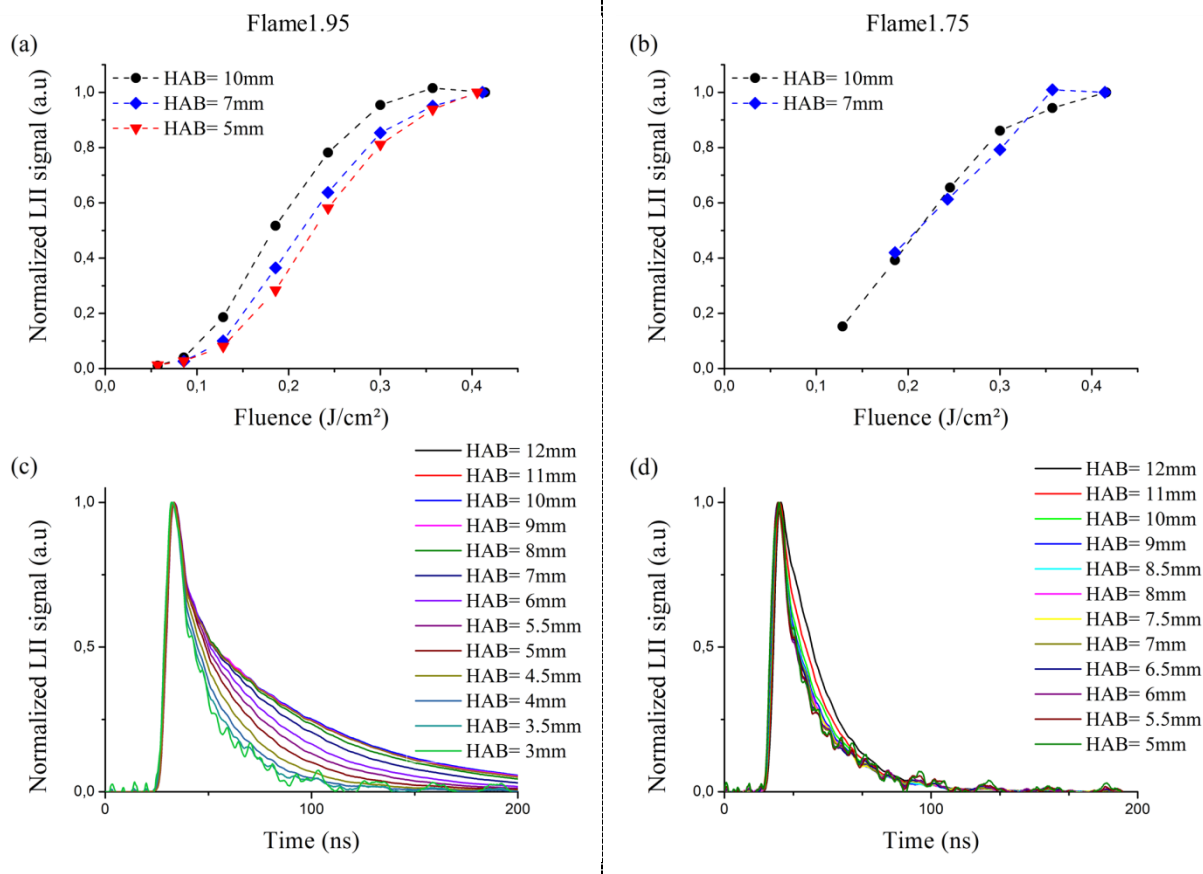 Flame1.95
(a)
HAB= 10mm
HAB= 7mm
HAB= 5mm
1,0
0,8
0,6
0,4
0,2
0,0
0,0 0,1 0,2 0,3 0,4
Normalized LII signal (a.u)
Fluence (J/cm²)
Flame1.75
(b)
HAB= 10mm
HAB= 7mm
1,0
0,8
0,6
0,4
0,2
0,0
0,0 0,1 0,2 0,3 0,4
Normalized LII signal (a.u)
Fluence (J/cm²)
(c)
HAB= 12mm
HAB= 11mm
HAB= 10mm
HAB= 9mm
HAB= 8mm
HAB= 7mm
HAB= 6mm
HAB= 5.5mm
HAB= 5mm
HAB= 4.5mm
HAB= 4mm
HAB= 3.5mm
HAB= 3mm
1,0
0,5
0,0
0 100 200
Normalized LII signal (a.u)
Time (ns)
(d)
HAB= 12mm
HAB= 11mm
HAB= 10mm
HAB= 9mm
HAB= 8.5mm
HAB= 8mm
HAB= 7.5mm
HAB= 7mm
HAB= 6.5mm
HAB= 6mm
HAB= 5.5mm
HAB= 5mm
1,0
0,5
0,0
0 100 200
Normalized LII signal (a.u)
Time (ns)